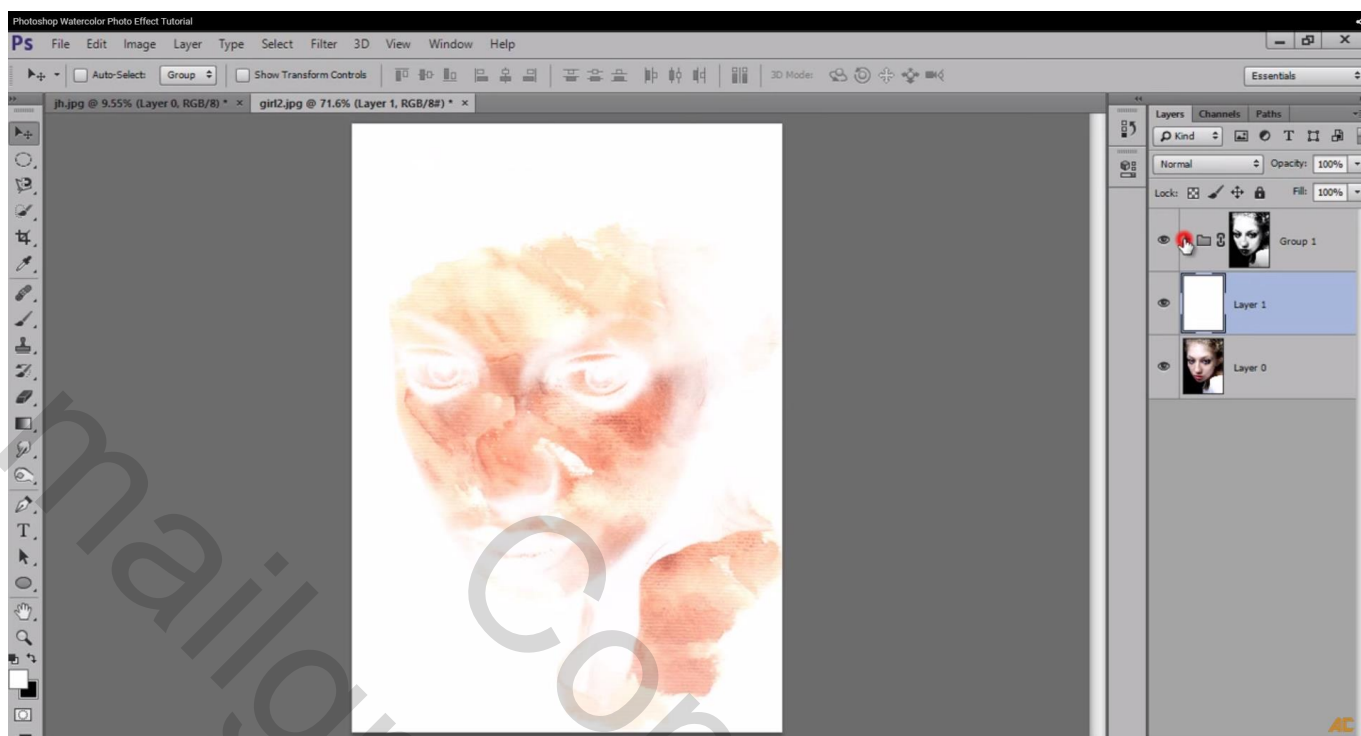 Photoshop Watercolor Photo Effect Tutorial
Ps File Edit Image Layer Type Select Filter 3D View Window Help
Auto-Select: Group Show Transform Controls 3D Mode: Essentials
jh.jpg @ 9.55% (Layer 0, RGB/8) * × girl2.jpg @ 71.6% (Layer 1, RGB/8#) * ×
Layers Channels Paths
Kind
Normal Opacity: 100%
Lock: Fill: 100%
Group 1
Layer 1
Layer 0
T
AC